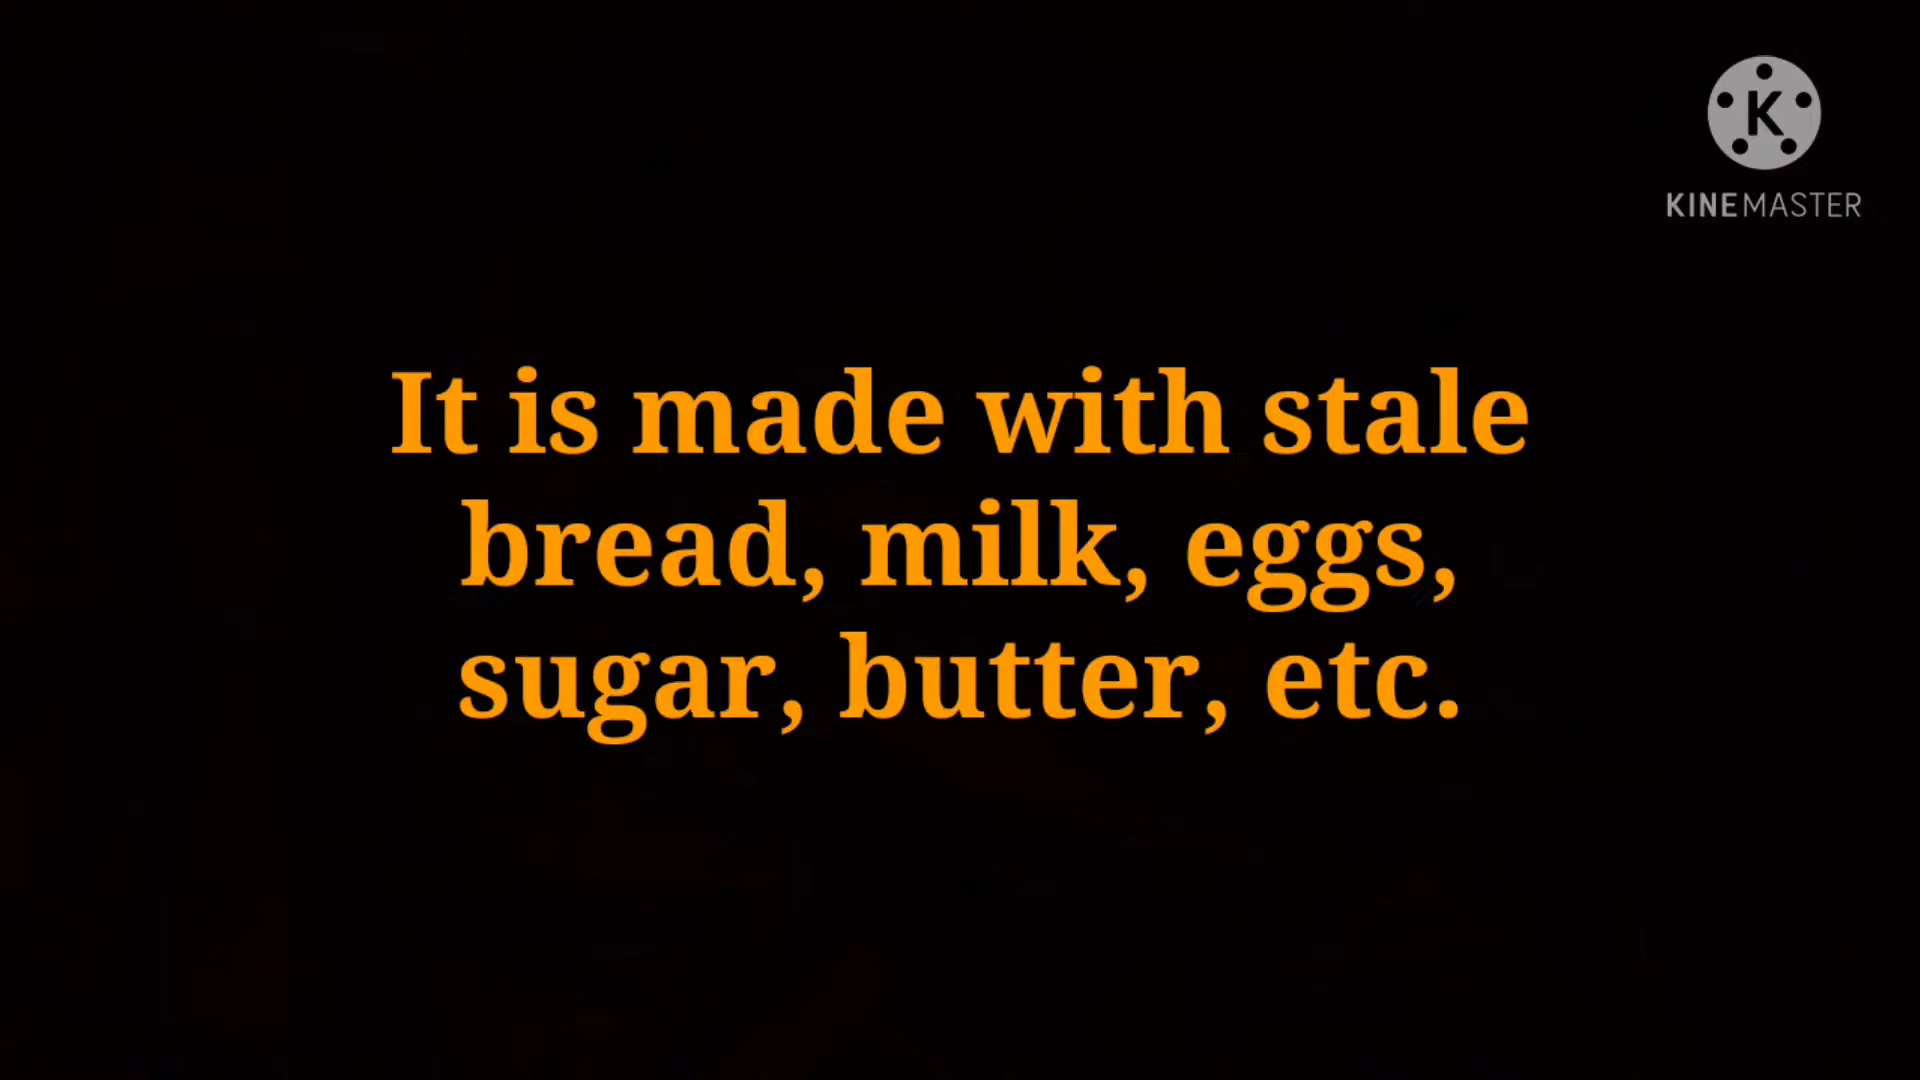 K
KINEMASTER
It is made with stale
bread, milk, eggs,
sugar, butter, etc.